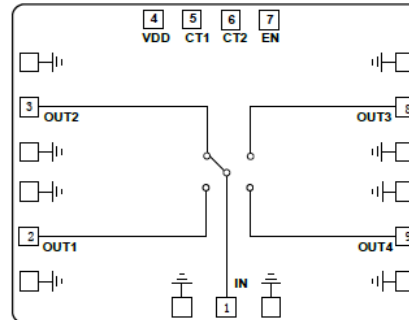 4 5 6 7
VDD CT1 CT2 EN
3 8
OUT2 OUT3
2 9
OUT1 OUT4
IN
1